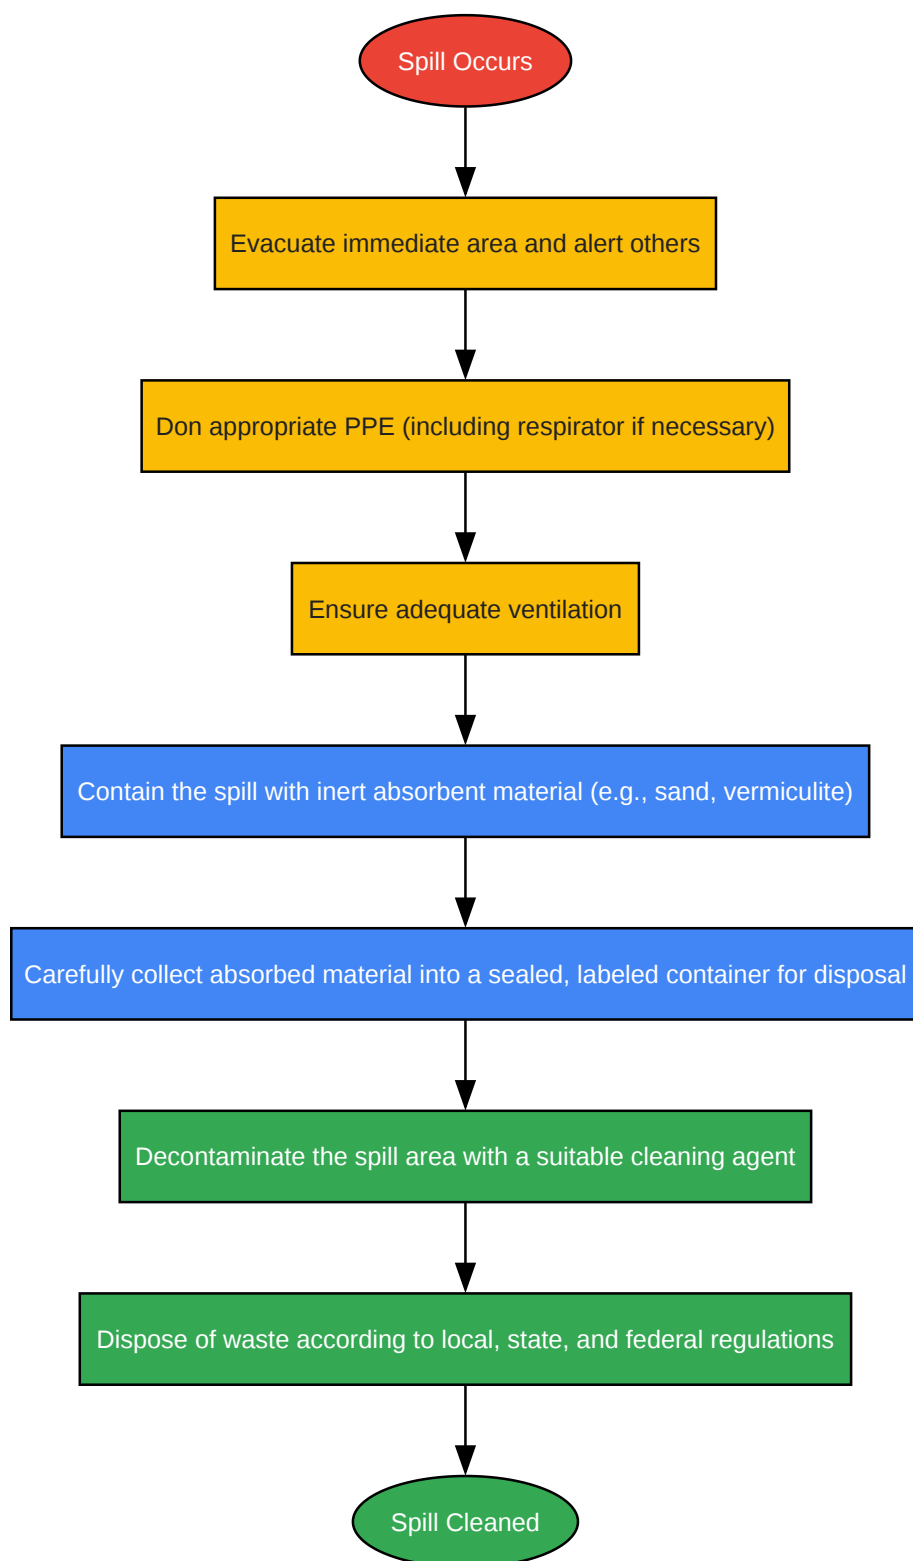 Spill Occurs
Evacuate immediate area and alert others
Don appropriate PPE (including respirator if necessary)
Ensure adequate ventilation
Contain the spill with inert absorbent material (e.g., sand, vermiculite)
Carefully collect absorbed material into a sealed, labeled container for disposal
Decontaminate the spill area with a suitable cleaning agent
Dispose of waste according to local, state, and federal regulations
Spill Cleaned